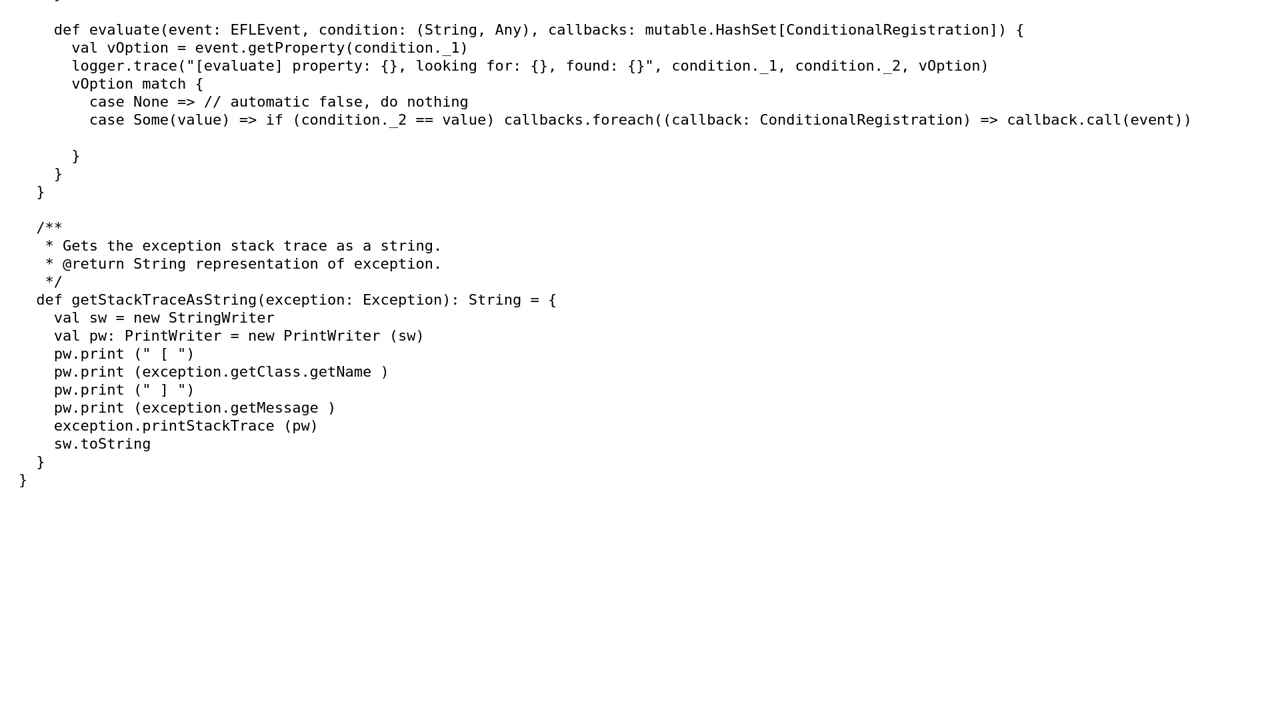 def evaluate(event: EFLEvent, condition: (String, Any), callbacks: mutable.HashSet[ConditionalRegistration]) {
      val vOption = event.getProperty(condition._1)
      logger.trace("[evaluate] property: {}, looking for: {}, found: {}", condition._1, condition._2, vOption)
      vOption match {
        case None => // automatic false, do nothing
        case Some(value) => if (condition._2 == value) callbacks.foreach((callback: ConditionalRegistration) => callback.call(event))

      }
    }
  }

  /**
   * Gets the exception stack trace as a string.
   * @return String representation of exception.
   */
  def getStackTraceAsString(exception: Exception): String = {
    val sw = new StringWriter
    val pw: PrintWriter = new PrintWriter (sw)
    pw.print (" [ ")
    pw.print (exception.getClass.getName )
    pw.print (" ] ")
    pw.print (exception.getMessage )
    exception.printStackTrace (pw)
    sw.toString
  }
}